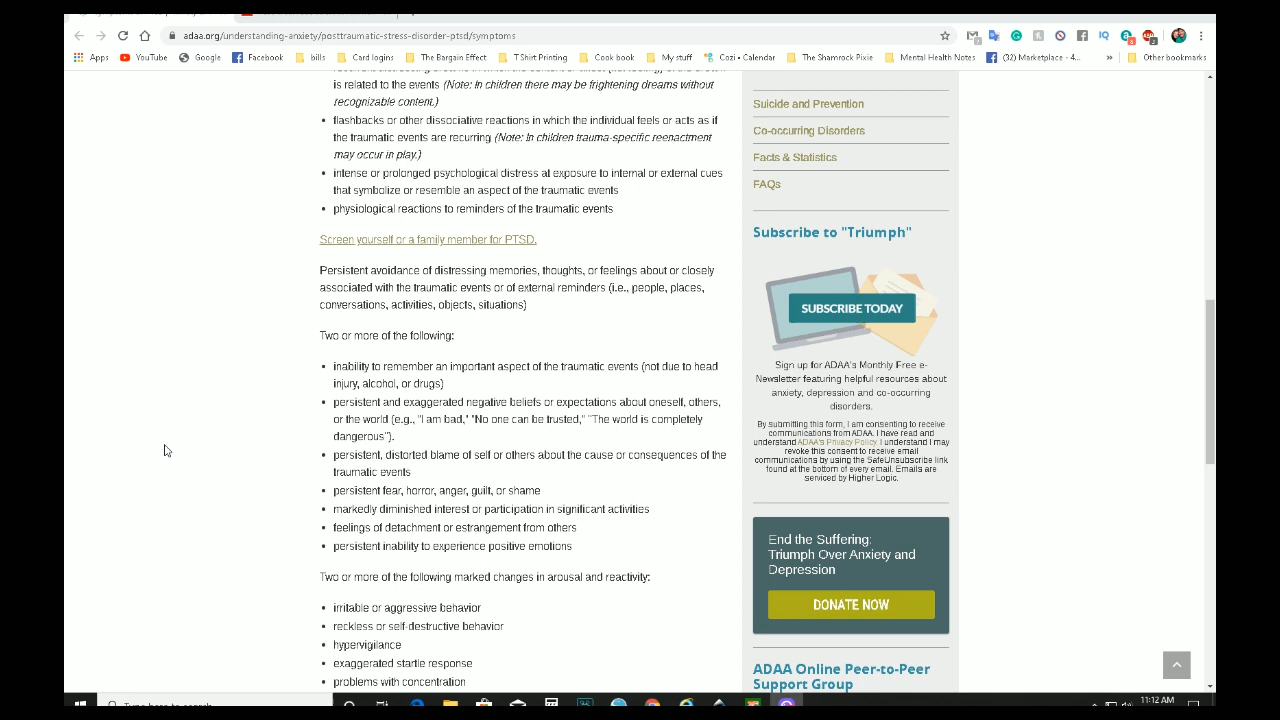 adaa.org/understanding-anxiety/posttraumatic-stress-disorder-ptsd/symptoms
Apps YouTube Google Facebook bills Card logins The Bargain Effect T Shirt Printing Cook book My stuff Cozi • Calendar The Shamrock Pixie Mental Health Notes (32) Marketplace - 4... » Other bookmarks
is related to the events (Note: In children there may be frightening dreams without
recognizable content.)
• flashbacks or other dissociative reactions in which the individual feels or acts as if
the traumatic events are recurring (Note: In children trauma-specific reenactment
may occur in play.)
• intense or prolonged psychological distress at exposure to internal or external cues
that symbolize or resemble an aspect of the traumatic events
• physiological reactions to reminders of the traumatic events
Screen yourself or a family member for PTSD.
Persistent avoidance of distressing memories, thoughts, or feelings about or closely
associated with the traumatic events or of external reminders (i.e., people, places,
conversations, activities, objects, situations)
Two or more of the following:
• inability to remember an important aspect of the traumatic events (not due to head
injury, alcohol, or drugs)
• persistent and exaggerated negative beliefs or expectations about oneself, others,
or the world (e.g., "I am bad," "No one can be trusted," "The world is completely
dangerous").
• persistent, distorted blame of self or others about the cause or consequences of the
traumatic events
• persistent fear, horror, anger, guilt, or shame
• markedly diminished interest or participation in significant activities
• feelings of detachment or estrangement from others
• persistent inability to experience positive emotions
Two or more of the following marked changes in arousal and reactivity:
• irritable or aggressive behavior
• reckless or self-destructive behavior
• hypervigilance
• exaggerated startle response
• problems with concentration
Suicide and Prevention
Co-occurring Disorders
Facts & Statistics
FAQs
Subscribe to "Triumph"
SUBSCRIBE TODAY
Sign up for ADAA's Monthly Free e-
Newsletter featuring helpful resources about
anxiety, depression and co-occurring
disorders.
By submitting this form, I am consenting to receive
communications from ADAA. I have read and
understand ADAA's Privacy Policy. I understand I may
revoke this consent to receive email
communications by using the SafeUnsubscribe link
found at the bottom of every email. Emails are
serviced by Higher Logic.
End the Suffering:
Triumph Over Anxiety and
Depression
DONATE NOW
ADAA Online Peer-to-Peer
Support Group
Type here to search
11:12 AM